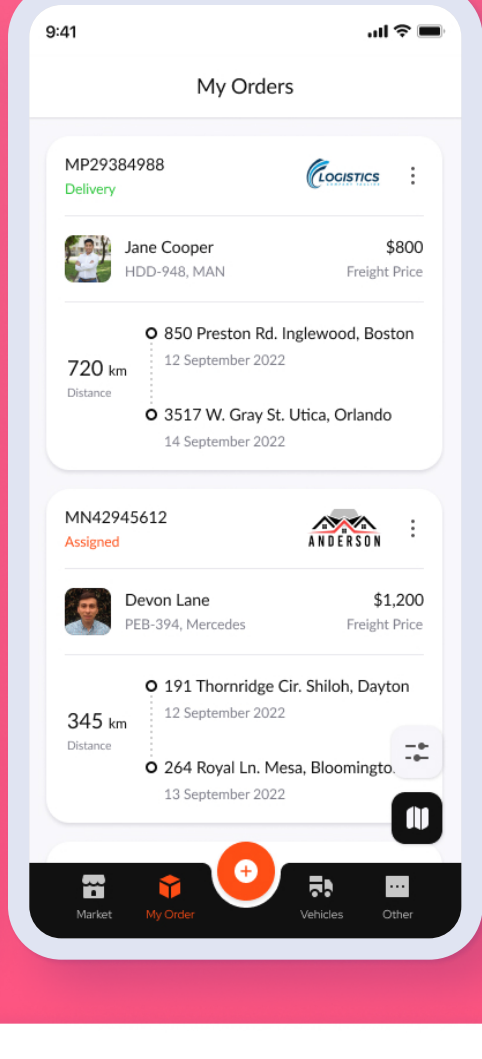 9:41
My Orders
MP29384988
Delivery
LOGISTICS
Jane Cooper
HDD-948, MAN
$800
Freight Price
850 Preston Rd. Inglewood, Boston
12 September 2022
720 km
Distance
3517 W. Gray St. Utica, Orlando
14 September 2022
MN42945612
Assigned
ANDERSON
Devon Lane
PEB-394, Mercedes
$1,200
Freight Price
191 Thornridge Cir. Shiloh, Dayton
12 September 2022
345 km
Distance
264 Royal Ln. Mesa, Bloomingto
13 September 2022
Market
My Order
Vehicles
Other